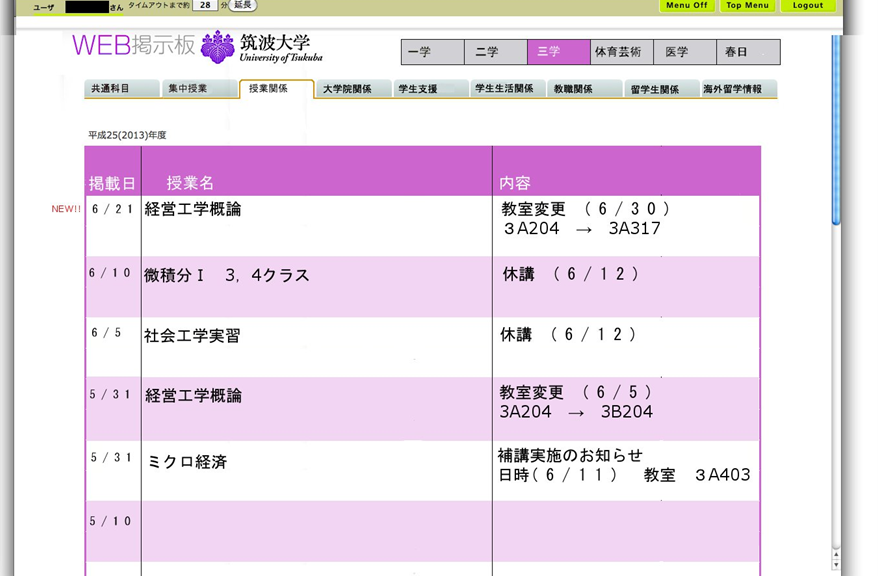 ユーザ
さん
タイムアウトまで約 28 分 延長
Menu Off
Top Menu
Logout
WEB掲示板
筑波大学
University of Tsukuba
一学
二学
三学
体育芸術
医学
春日
共通科目
集中授業
授業関係
大学院関係
学生支援
学生生活関係
教職関係
留学生関係
海外留学情報
平成25(2013)年度
掲載日 授業名 内容
NEW!! 6/21 経営工学概論 教室変更 (6/30)
3A204 → 3A317
6/10 微積分Ⅰ 3,4クラス 休講 (6/12)
6/5 社会工学実習 休講 (6/12)
5/31 経営工学概論 教室変更 (6/5)
3A204 → 3B204
5/31 ミクロ経済 補講実施のお知らせ
日時(6/11) 教室 3A403
5/10